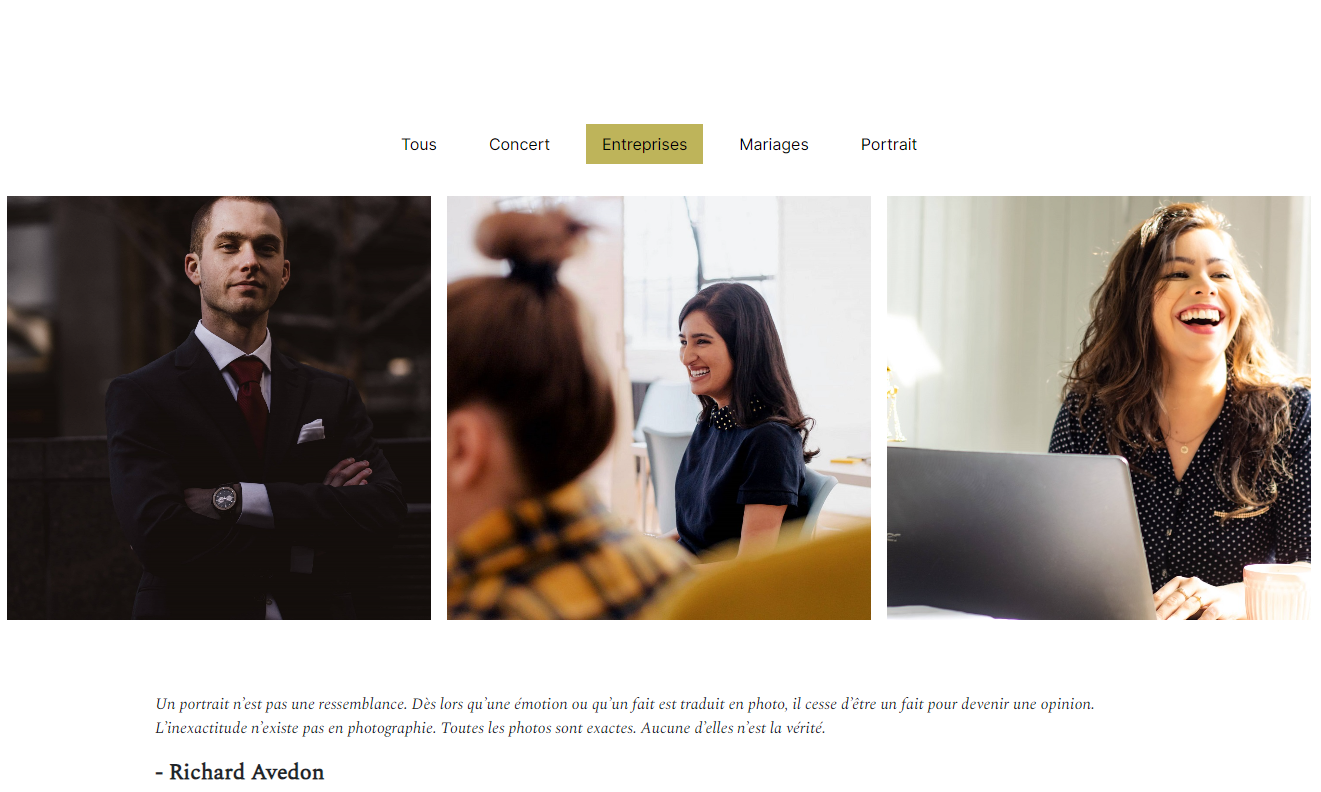 Tous Concert Entreprises Mariages Portrait
Un portrait n’est pas une ressemblance. Dès lors qu’une émotion ou qu’un fait est traduit en photo, il cesse d’être un fait pour devenir une opinion.
L’inexactitude n’existe pas en photographie. Toutes les photos sont exactes. Aucune d’elles n’est la vérité.
- Richard Avedon